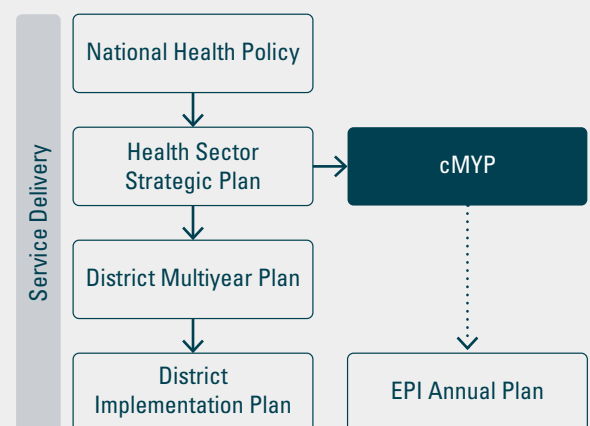 Service Delivery
National Health Policy
Health Sector
Strategic Plan
cMYP
District Multiyear Plan
District
Implementation Plan
EPI Annual Plan